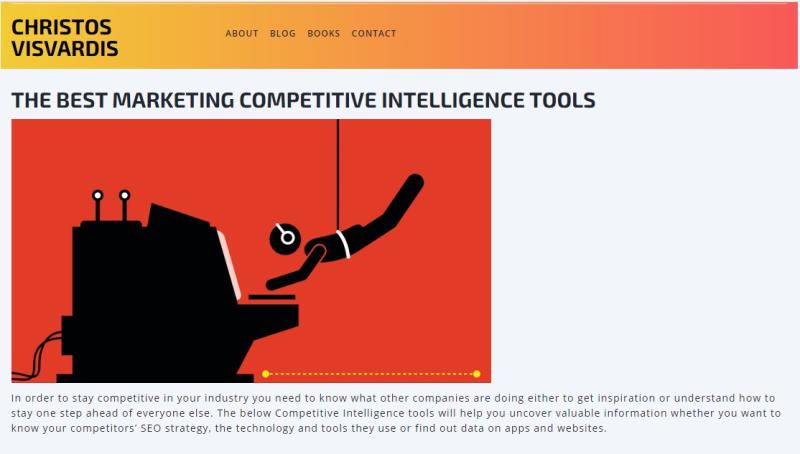 CHRISTOS
VISVARDIS
ABOUT BLOG BOOKS CONTACT
THE BEST MARKETING COMPETITIVE INTELLIGENCE TOOLS
In order to stay competitive in your industry you need to know what other companies are doing either to get inspiration or understand how to
stay one step ahead of everyone else. The below Competitive Intelligence tools will help you uncover valuable information whether you want to
know your competitors’ SEO strategy, the technology and tools they use or find out data on apps and websites.